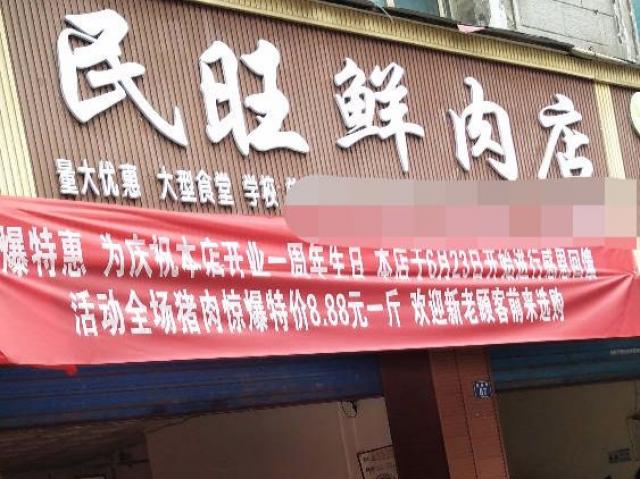 民旺鲜肉店
量大优惠 大型食堂 学校
爆特惠 为庆祝本店开业一周年生日 本店于6月23日开始进行感恩回馈
活动全场猪肉惊爆特价8.88元一斤 欢迎新老顾客前来选购
67